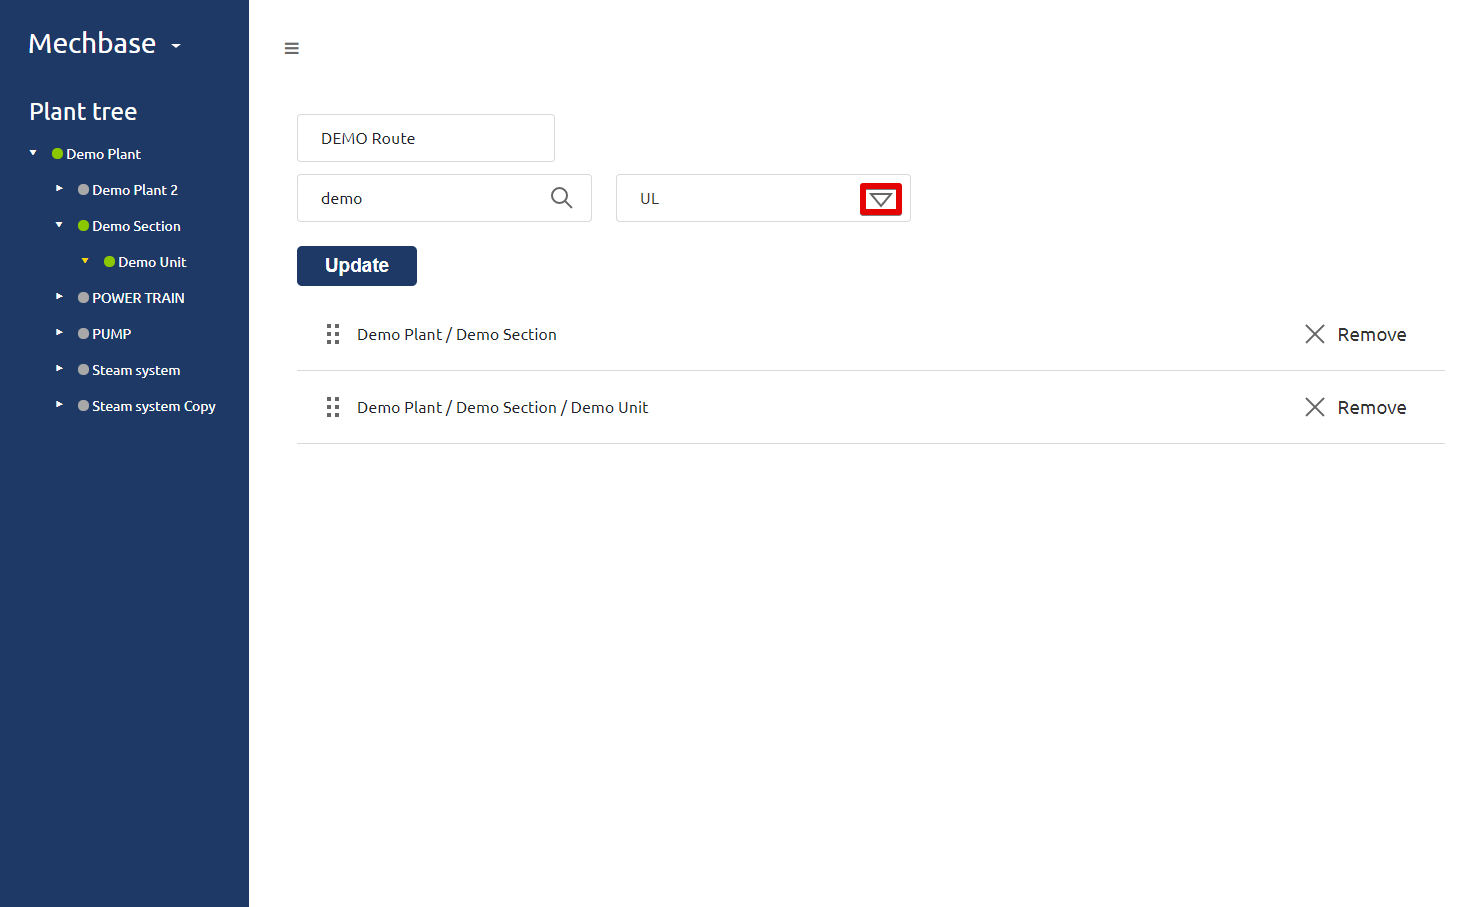 Mechbase
Plant tree
Demo Plant
Demo Plant 2
Demo Section
Demo Unit
POWER TRAIN
PUMP
Steam system
Steam system Copy
DEMO Route
demo
UL
Update
Demo Plant / Demo Section
Remove
Demo Plant / Demo Section / Demo Unit
Remove